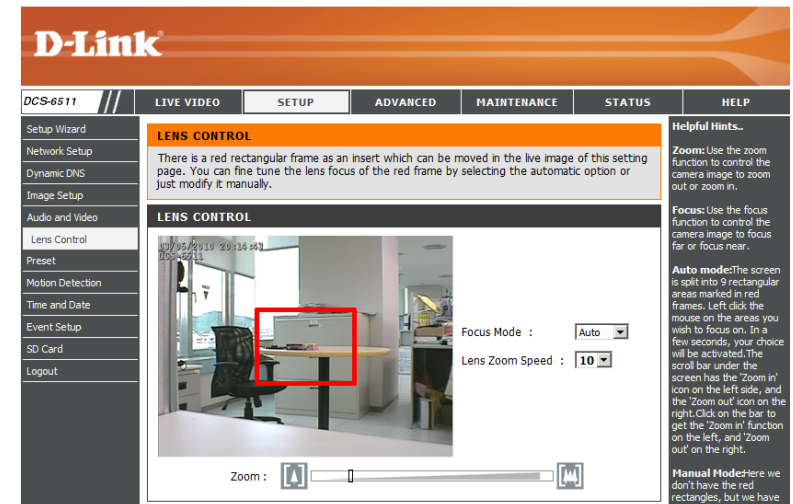 D-Link
DCS-6511
LIVE VIDEO
SETUP
ADVANCED
MAINTENANCE
STATUS
HELP
Setup Wizard
Network Setup
Dynamic DNS
Image Setup
Audio and Video
Lens Control
Preset
Motion Detection
Time and Date
Event Setup
SD Card
Logout
LENS CONTROL
There is a red rectangular frame as an insert which can be moved in the live image of this setting
page. You can fine tune the lens focus of the red frame by selecting the automatic option or
just modify it manually.
LENS CONTROL
03/05/2010 20:14:43
DCS-6511
Focus Mode :
Auto
Lens Zoom Speed :
10
Zoom :
Helpful Hints..
Zoom: Use the zoom
function to control the
camera image to zoom
out or zoom in.
Focus: Use the focus
function to control the
camera image to focus
far or focus near.
Auto mode:The screen
is split into 9 rectangular
areas marked in red
frames. Left click the
mouse on the areas you
wish to focus on. In a
few seconds, your choice
will be activated.The
scroll bar under the
screen has the 'Zoom in'
icon on the left side, and
the 'Zoom out' icon on the
right.Click on the bar to
get the 'Zoom in' function
on the left, and 'Zoom
out' on the right.
Manual Mode:Here we
don't have the red
rectangles, but we have